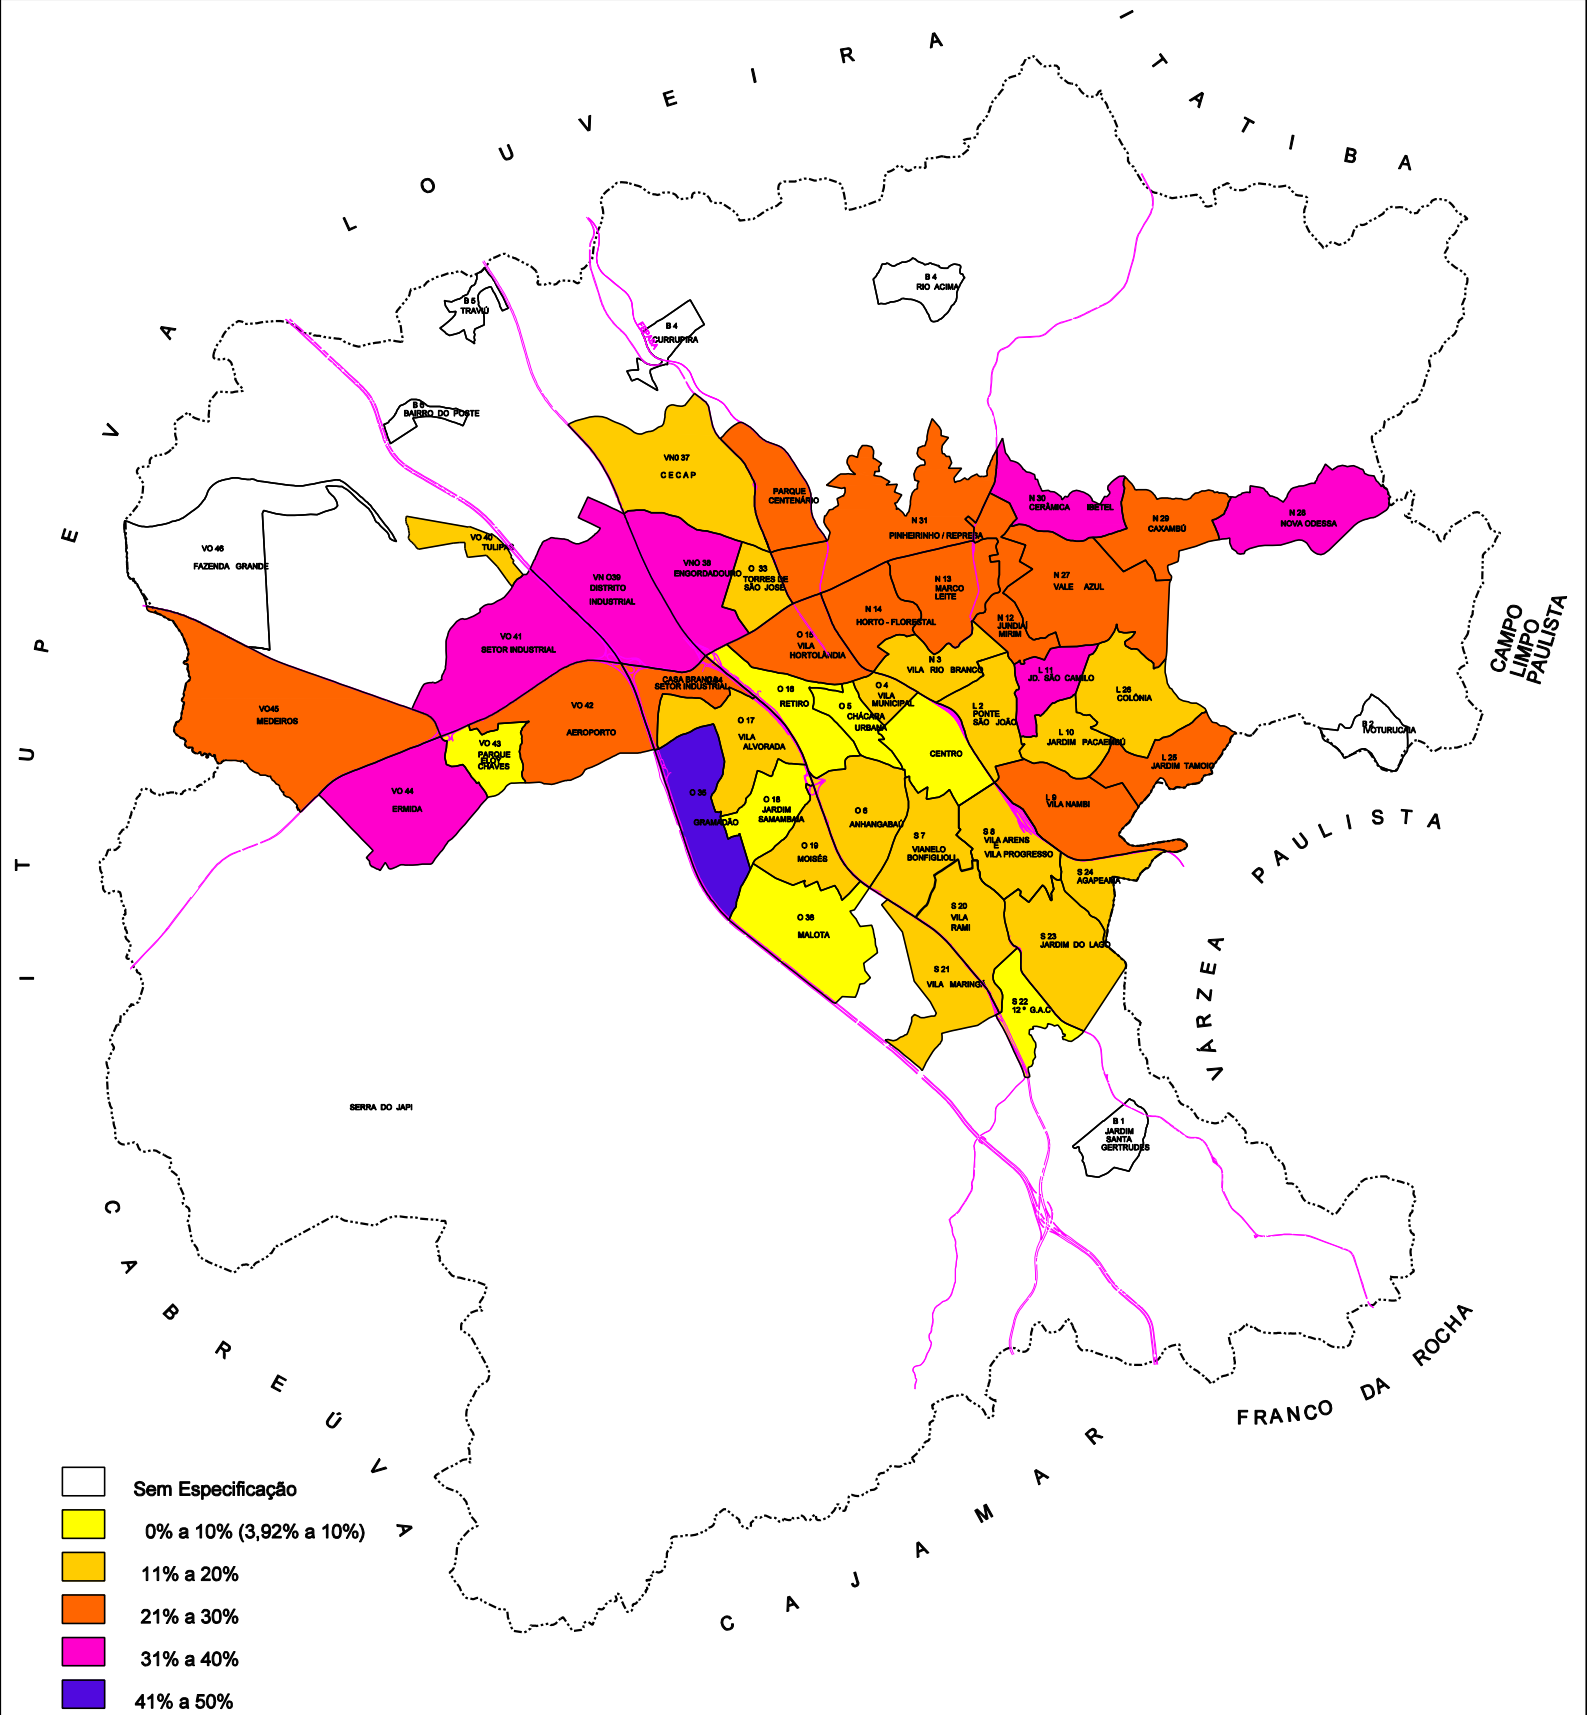 ITATIBA
LOUVEIRA
ITUPEVA
B 4
RIO ACIMA
B 5
TRAVIÚ
B 4
CURRUPIRA
B 6
BAIRRO DO POSTE
VN0 37
CECAP
PARQUE
CENTENÁRIO
N 30
CERÂMICA IBETEL
N 29
CAXAMBÚ
N 28
NOVA ODESSA
N 31
PINHEIRINHO / REPRESA
VO 40
TULIPAS
VO 46
FAZENDA GRANDE
VN O39
DISTRITO
INDUSTRIAL
VNO 38
ENGORDADOURO
O 33
TORRES DE
SÃO JOSÉ
N 13
MARCO
LEITE
N 27
VALE AZUL
N 14
HORTO - FLORESTAL
N 12
JUNDIAÍ
MIRIM
VO 41
SETOR INDUSTRIAL
O 15
VILA
HORTOLÂNDIA
N 3
VILA RIO BRANCO
L 11
JD. SÃO CAMILO
L 26
COLÔNIA
CAMPO
LIMPO
PAULISTA
CASA BRANCA
SETOR INDUSTRIAL
O 16
RETIRO
O 4
VILA
MUNICIPAL
O 5
CHÁCARA
URBANA
L 2
PONTE
SÃO JOÃO
VO45
MEDEIROS
VO 42
AEROPORTO
O 17
VILA
ALVORADA
CENTRO
L 10
JARDIM PACAEMBÚ
B 2
IVOTURUCAIA
VO 43
PARQUE
ELOY
CHAVES
L 25
JARDIM TAMOIO
VO 44
ERMIDA
O 35
GRAMADÃO
O 18
JARDIM
SAMAMBAIA
O 6
ANHANGABAÚ
L 9
VILA NAMBI
S 7
VIANELO
BONFIGLIOLI
S 8
VILA ARENS
E
VILA PROGRESSO
O 19
MOISÉS
S 24
AGAPEAMA
VÁRZEA PAULISTA
O 36
MALOTA
S 20
VILA
RAMI
S 23
JARDIM DO LAGO
S 21
VILA MARINGÁ
S 22
12º G.A.C
SERRA DO JAPI
B 1
JARDIM
SANTA
GERTRUDES
CABREÚVA
FRANCO DA ROCHA
CAJAMAR
Sem Especificação
0% a 10% (3,92% a 10%)
11% a 20%
21% a 30%
31% a 40%
41% a 50%